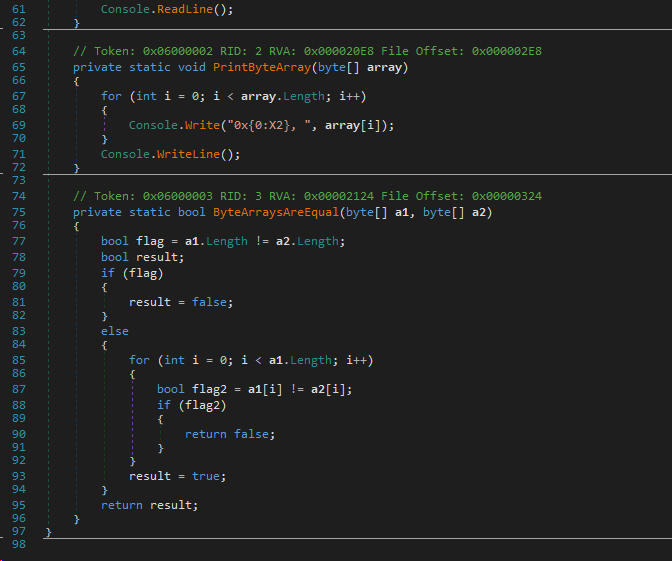 61 Console.ReadLine();
62 }
63
64 // Token: 0x06000002 RID: 2 RVA: 0x000020E8 File Offset: 0x000002E8
65 private static void PrintByteArray(byte[] array)
66 {
67 for (int i = 0; i < array.Length; i++)
68 {
69 Console.Write("0x{0:X2}, ", array[i]);
70 }
71 Console.WriteLine();
72 }
73
74 // Token: 0x06000003 RID: 3 RVA: 0x00002124 File Offset: 0x00000324
75 private static bool ByteArraysAreEqual(byte[] a1, byte[] a2)
76 {
77 bool flag = a1.Length != a2.Length;
78 bool result;
79 if (flag)
80 {
81 result = false;
82 }
83 else
84 {
85 for (int i = 0; i < a1.Length; i++)
86 {
87 bool flag2 = a1[i] != a2[i];
88 if (flag2)
89 {
90 return false;
91 }
92 }
93 result = true;
94 }
95 return result;
96 }
97 }
98